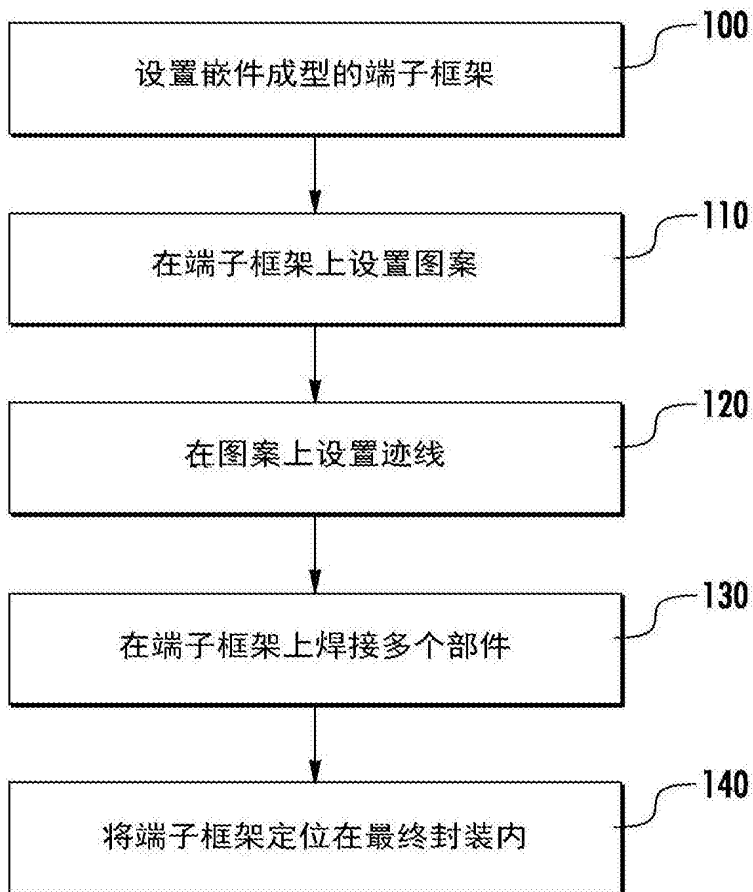 100
设置嵌件成型的端子框架
110
在端子框架上设置图案
120
在图案上设置迹线
130
在端子框架上焊接多个部件
140
将端子框架定位在最终封装内